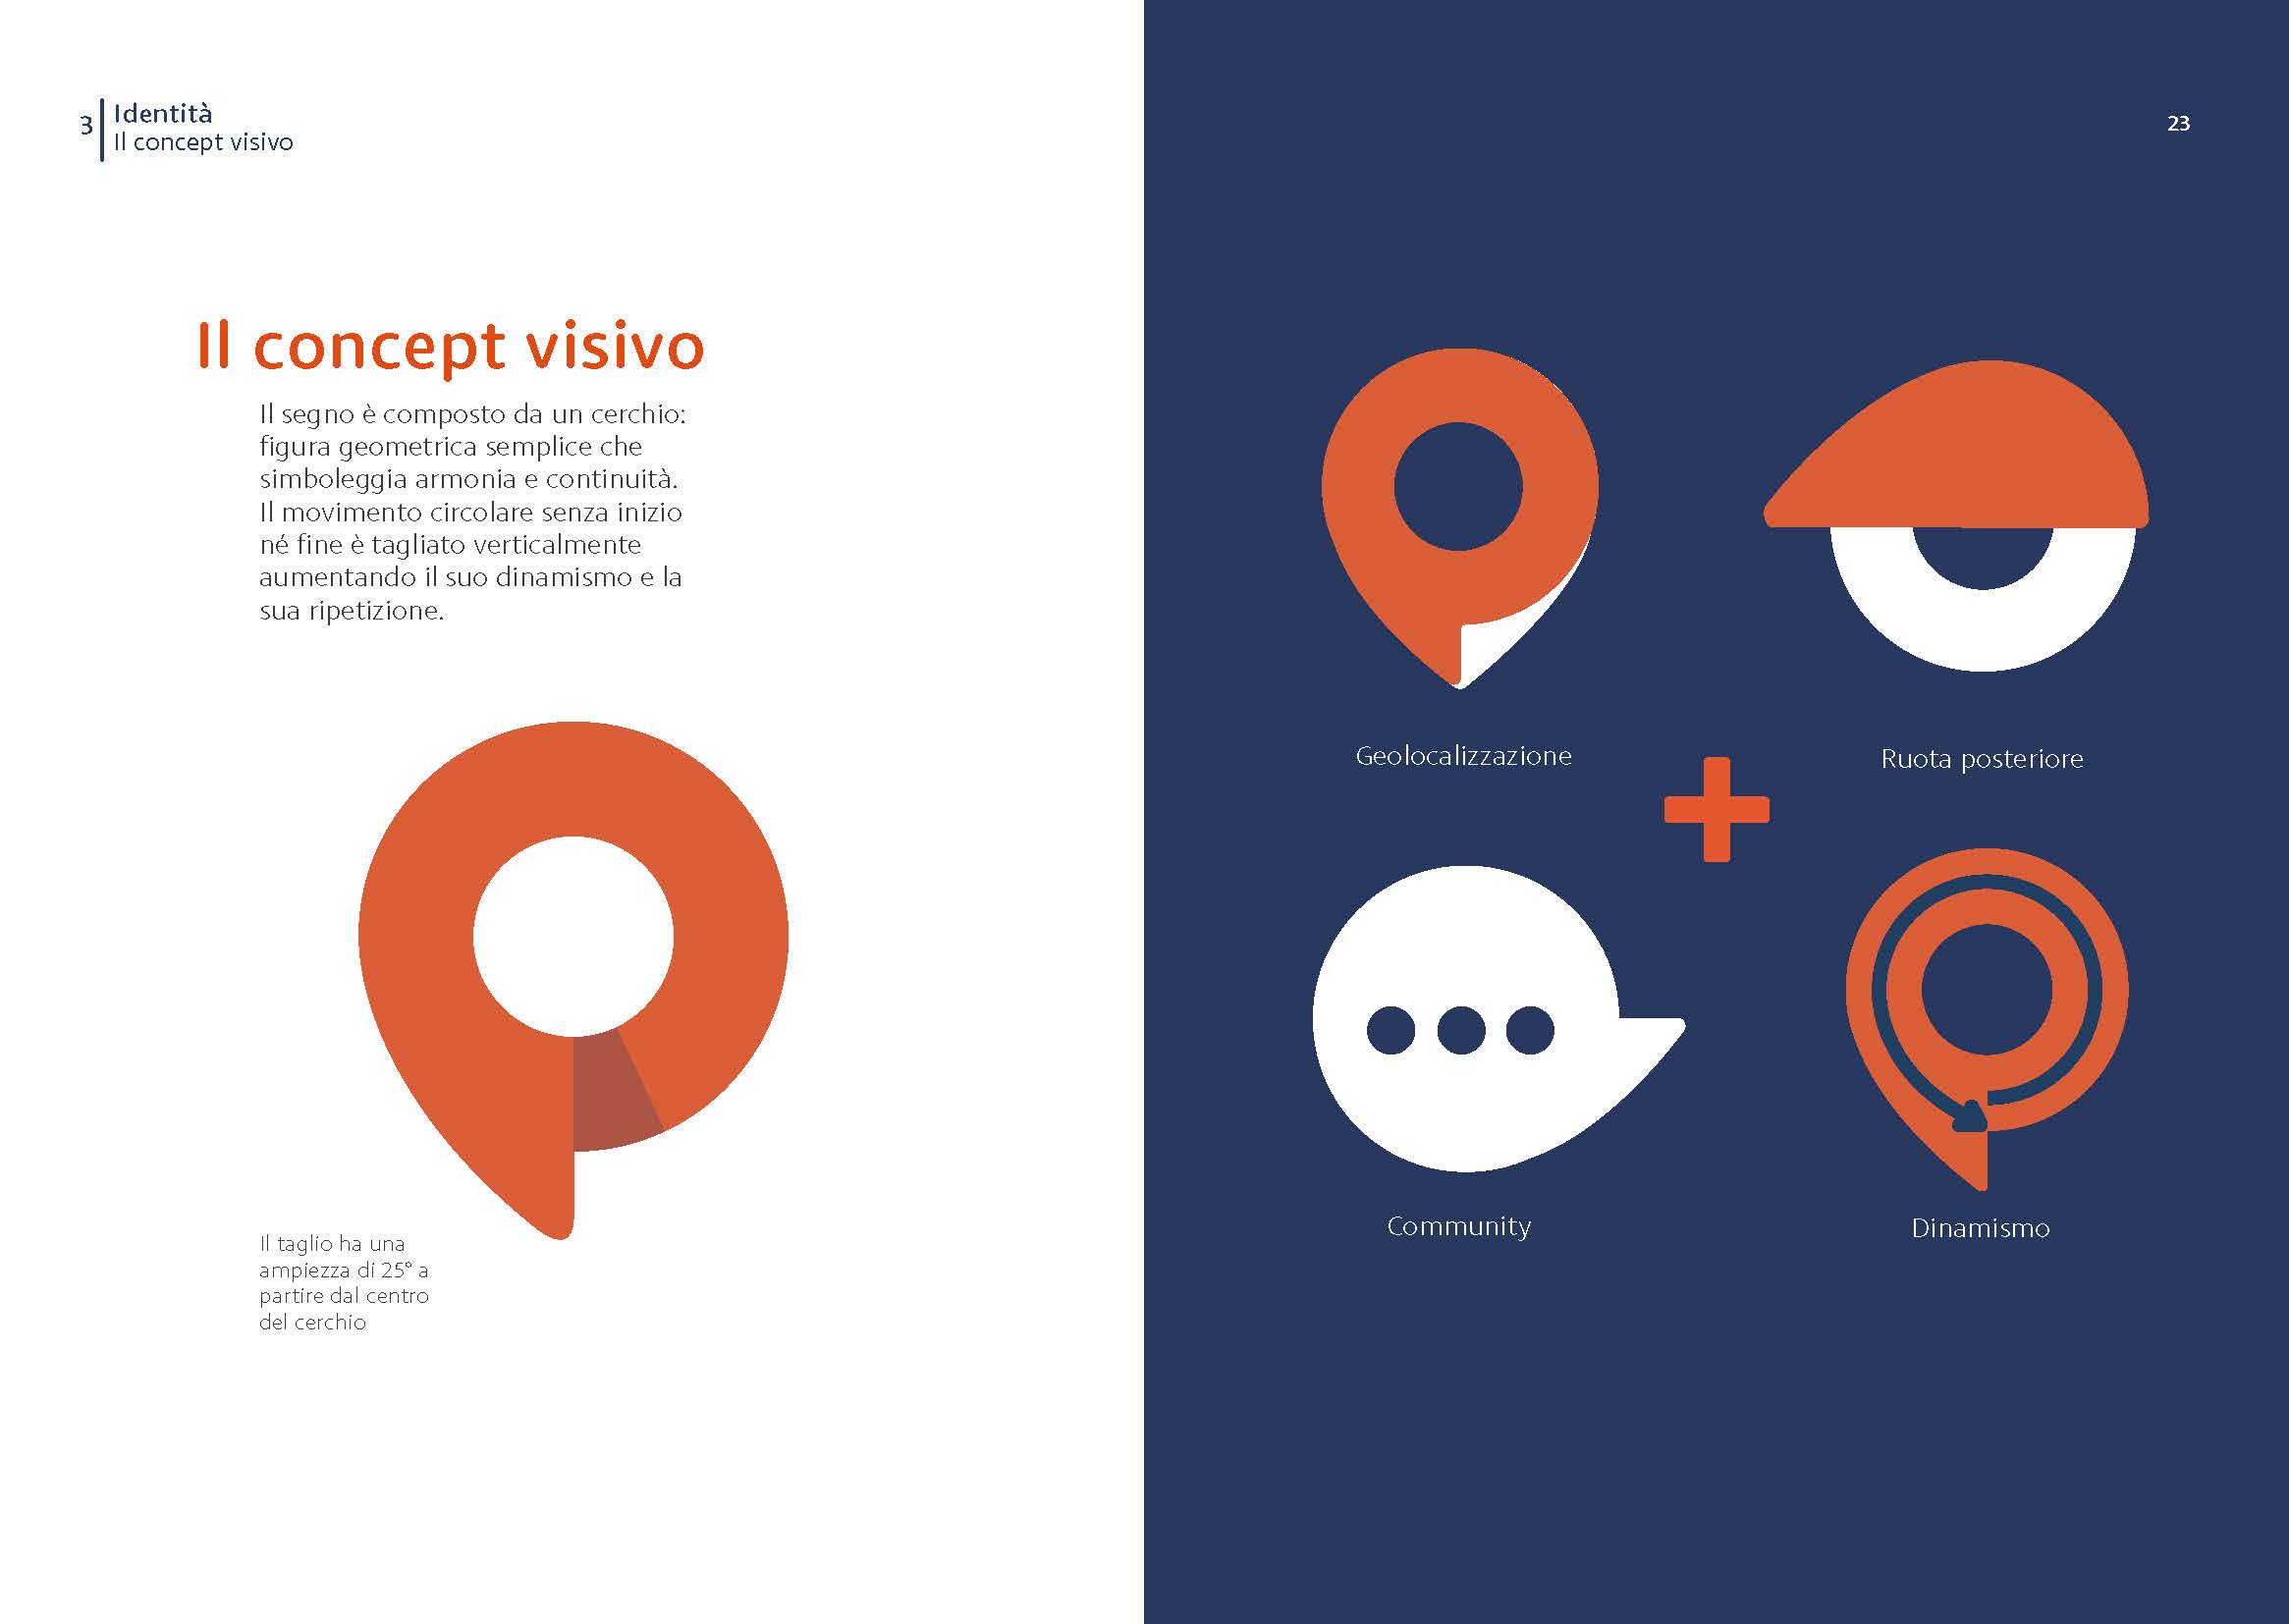 3
Identità
Il concept visivo
23
Il concept visivo
Il segno è composto da un cerchio:
figura geometrica semplice che
simboleggia armonia e continuità.
Il movimento circolare senza inizio
né fine è tagliato verticalmente
aumentando il suo dinamismo e la
sua ripetizione.
Il taglio ha una
ampiezza di 25° a
partire dal centro
del cerchio
Geolocalizzazione
Ruota posteriore
Community
Dinamismo